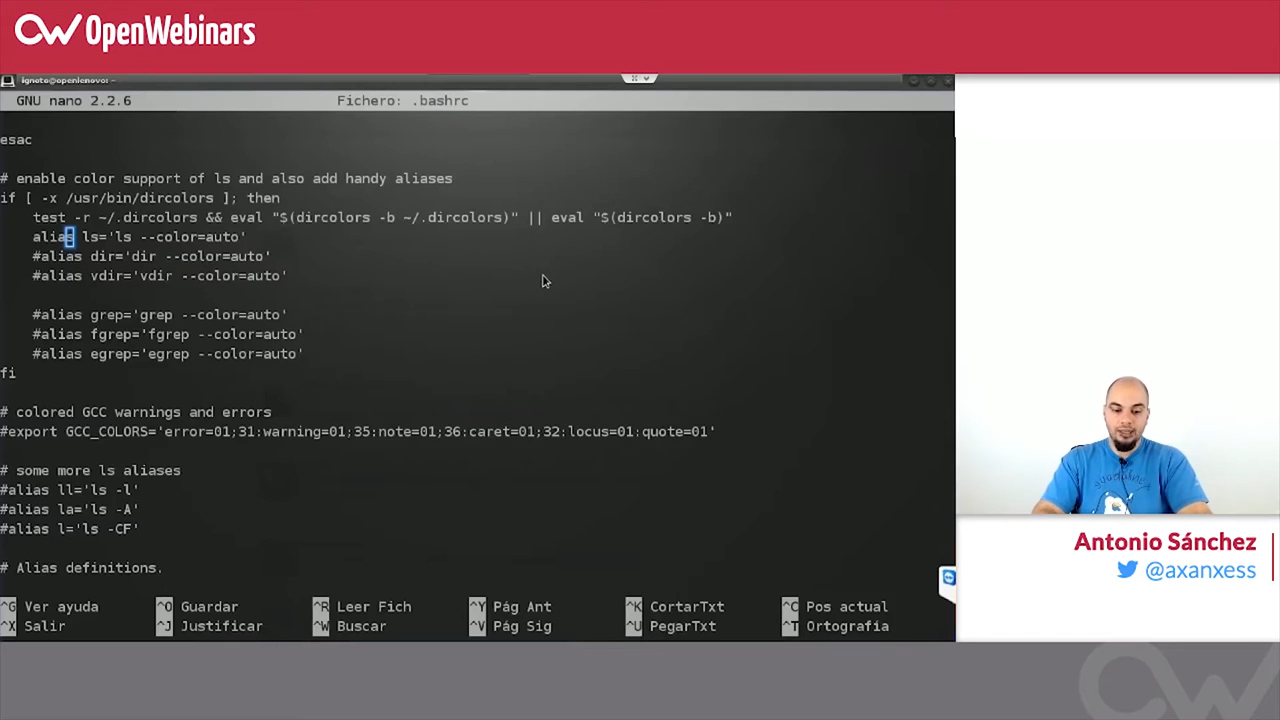 OpenWebinars
ignoto@openlenovo: ~
GNU nano 2.2.6 Fichero: .bashrc
esac
# enable color support of ls and also add handy aliases
if [ -x /usr/bin/dircolors ]; then
    test -r ~/.dircolors && eval "$(dircolors -b ~/.dircolors)" || eval "$(dircolors -b)"
    alias ls='ls --color=auto'
    #alias dir='dir --color=auto'
    #alias vdir='vdir --color=auto'
    #alias grep='grep --color=auto'
    #alias fgrep='fgrep --color=auto'
    #alias egrep='egrep --color=auto'
fi
# colored GCC warnings and errors
#export GCC_COLORS='error=01;31:warning=01;35:note=01;36:caret=01;32:locus=01:quote=01'
# some more ls aliases
#alias ll='ls -l'
#alias la='ls -A'
#alias l='ls -CF'
# Alias definitions.
^G Ver ayuda ^O Guardar ^R Leer Fich ^Y Pág Ant ^K CortarTxt ^C Pos actual
^X Salir ^J Justificar ^W Buscar ^V Pág Sig ^U PegarTxt ^T Ortografía
Antonio Sánchez
@axanxess